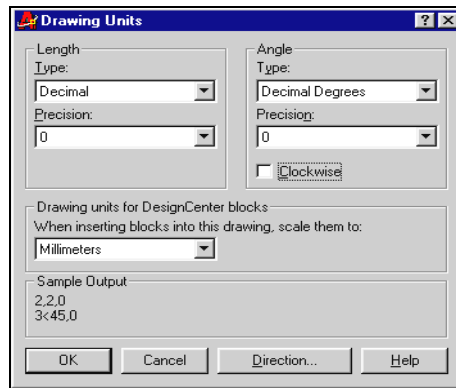 Drawing Units
Length
Type:
Decimal
Precision:
0
Angle
Type:
Decimal Degrees
Precision:
0
Clockwise
Drawing units for DesignCenter blocks
When inserting blocks into this drawing, scale them to:
Millimeters
Sample Output
2,2,0
3<45,0
OK Cancel Direction... Help